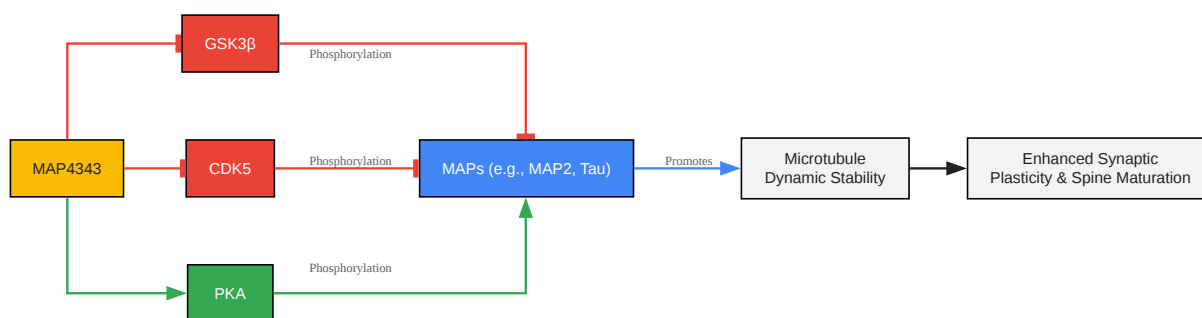 GSK3β
Phosphorylation
MAP4343
CDK5
Phosphorylation
MAPs (e.g., MAP2, Tau)
Promotes
Microtubule
Dynamic Stability
Enhanced Synaptic
Plasticity & Spine Maturation
Phosphorylation
PKA